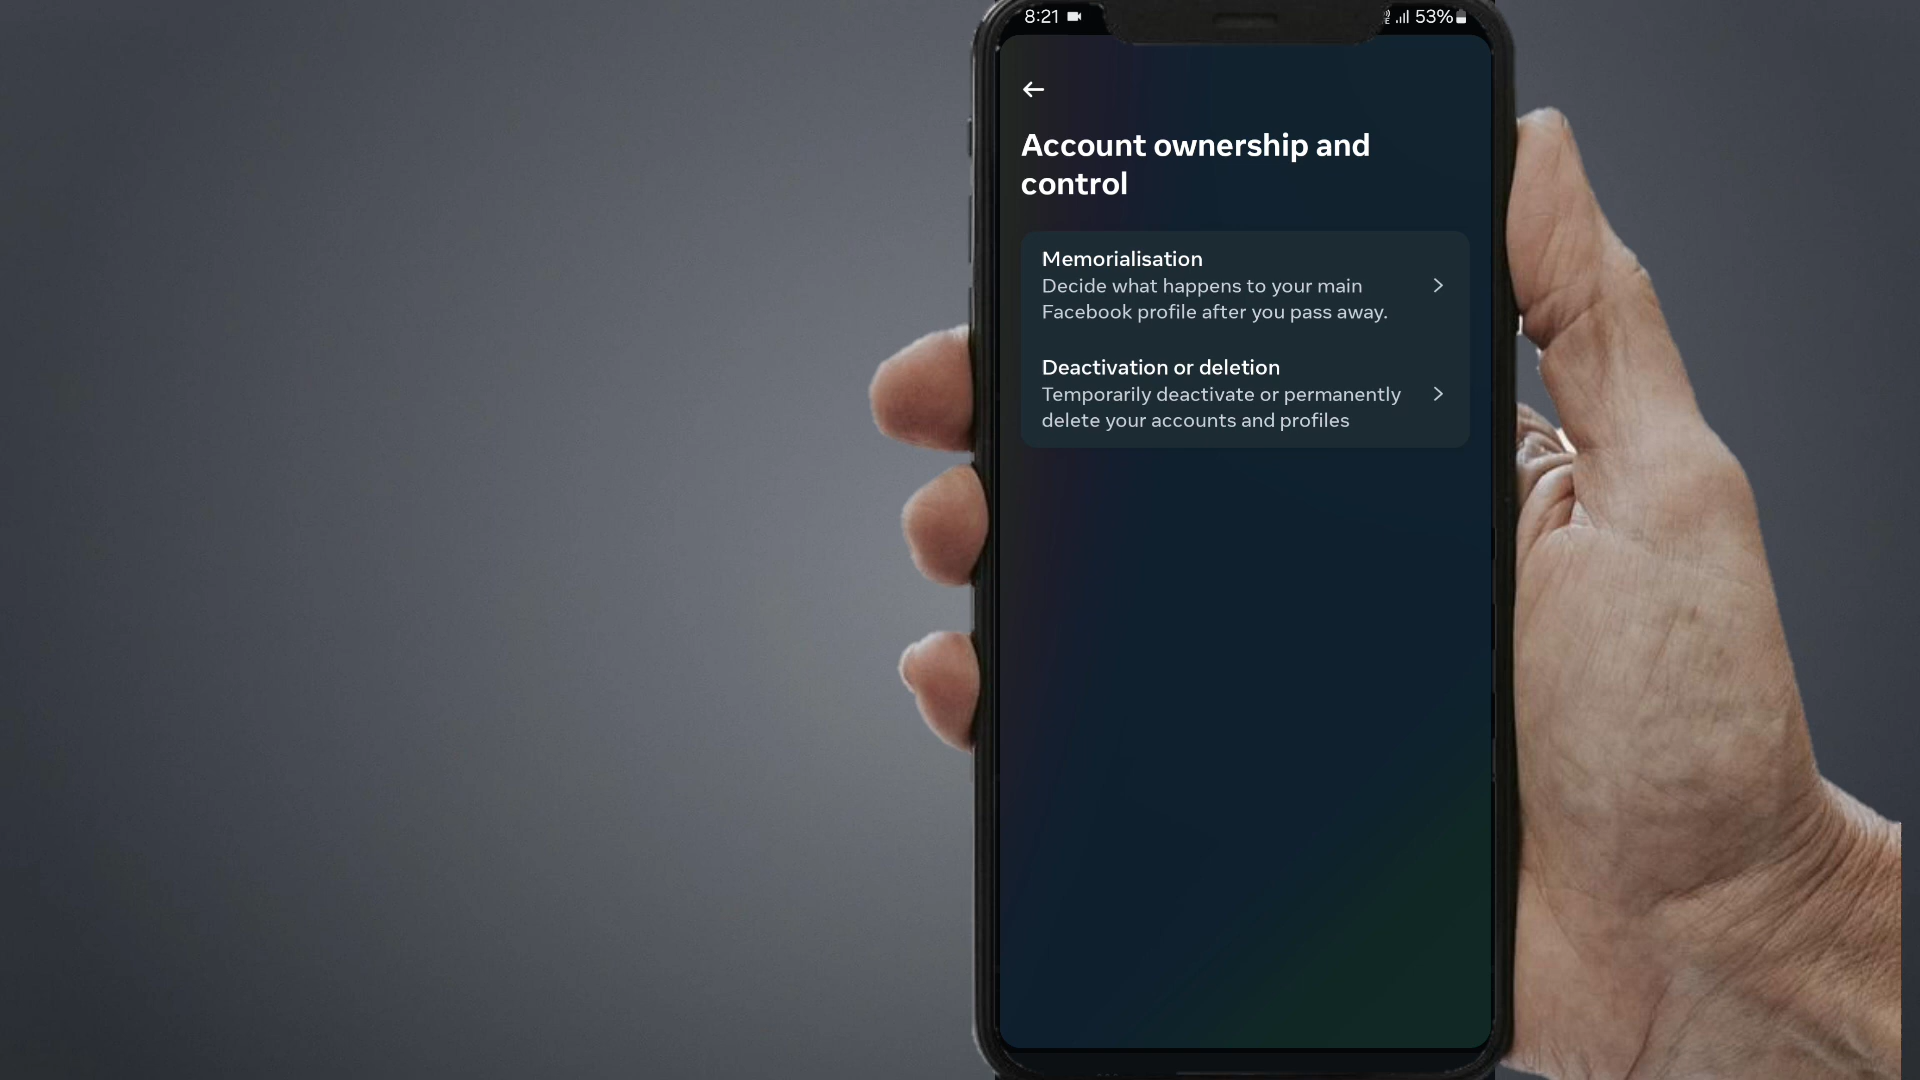 8:21 53%
Account ownership and
control
Memorialisation
Decide what happens to your main
Facebook profile after you pass away.
Deactivation or deletion
Temporarily deactivate or permanently
delete your accounts and profiles